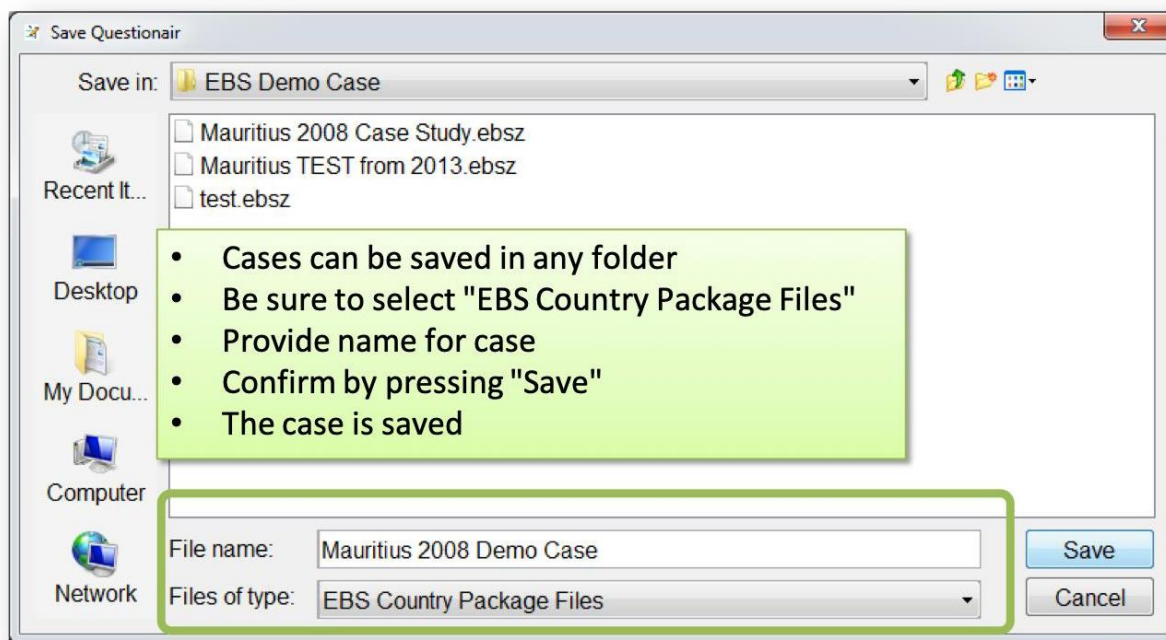 Save Questionair
Save in: EBS Demo Case
Mauritius 2008 Case Study.ebsz
Mauritius TEST from 2013.ebsz
test.ebsz
Recent It...
Desktop
My Docu...
Computer
Network
• Cases can be saved in any folder
• Be sure to select "EBS Country Package Files"
• Provide name for case
• Confirm by pressing "Save"
• The case is saved
File name: Mauritius 2008 Demo Case
Save
Files of type: EBS Country Package Files
Cancel